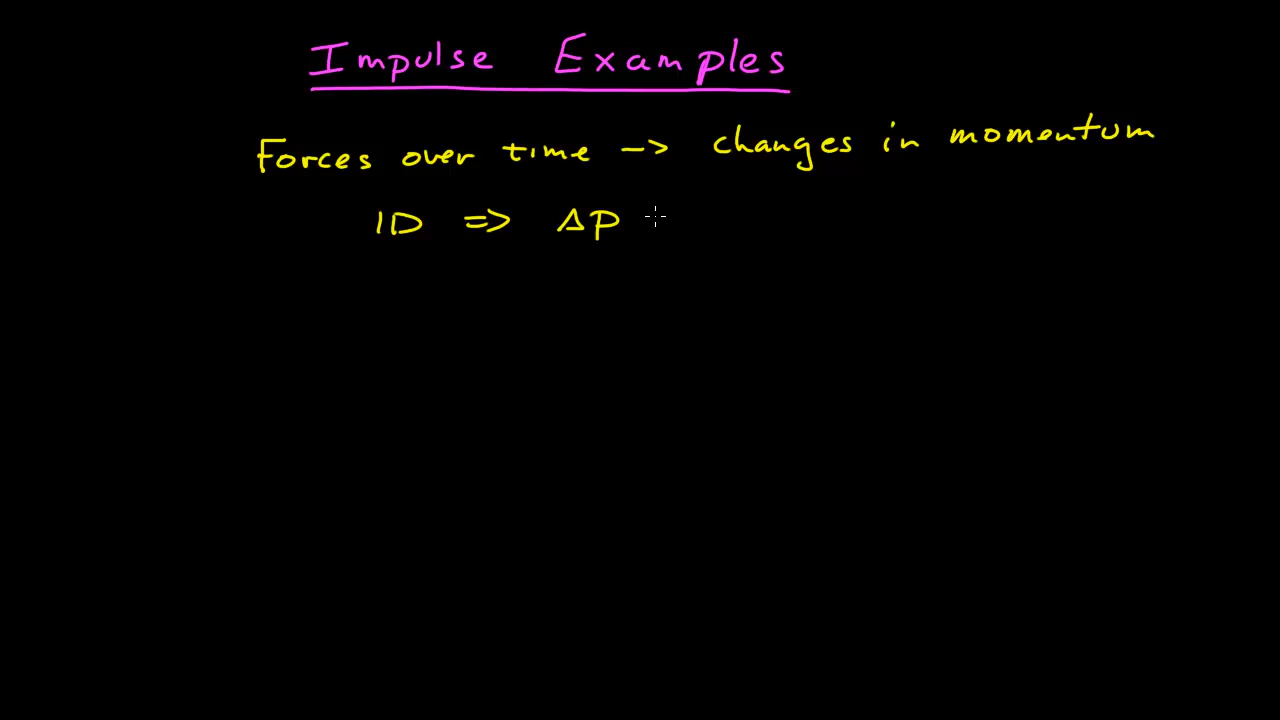 Impulse Examples
Forces over time -> changes in momentum
1D => ΔP